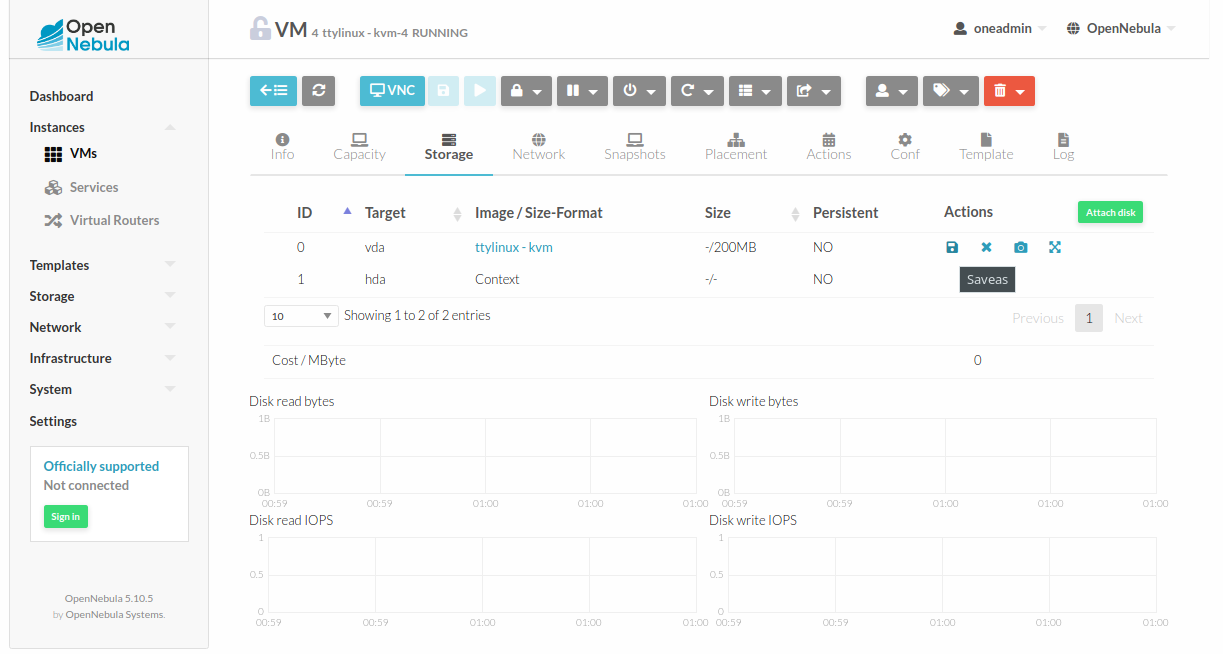 Open
Nebula
VM 4 ttylinux - kvm-4 RUNNING
oneadmin
OpenNebula
Dashboard
Instances
VMs
Services
Virtual Routers
Templates
Storage
Network
Infrastructure
System
Settings
Officially supported
Not connected
Sign in
OpenNebula 5.10.5
by OpenNebula Systems.
VNC
Info Capacity Storage Network Snapshots Placement Actions Conf Template Log
ID Target Image / Size-Format Size Persistent Actions Attach disk
0 vda ttylinux - kvm -/200MB NO
1 hda Context -/- NO
Saveas
10 Showing 1 to 2 of 2 entries Previous 1 Next
Cost / MByte 0
Disk read bytes
1B
0.5B
0B
00:59 00:59 01:00 01:00 01:00
Disk write bytes
1B
0.5B
0B
00:59 00:59 01:00 01:00 01:00
Disk read IOPS
1
0.5
0
00:59 00:59 01:00 01:00 01:00
Disk write IOPS
1
0.5
0
00:59 00:59 01:00 01:00 01:00